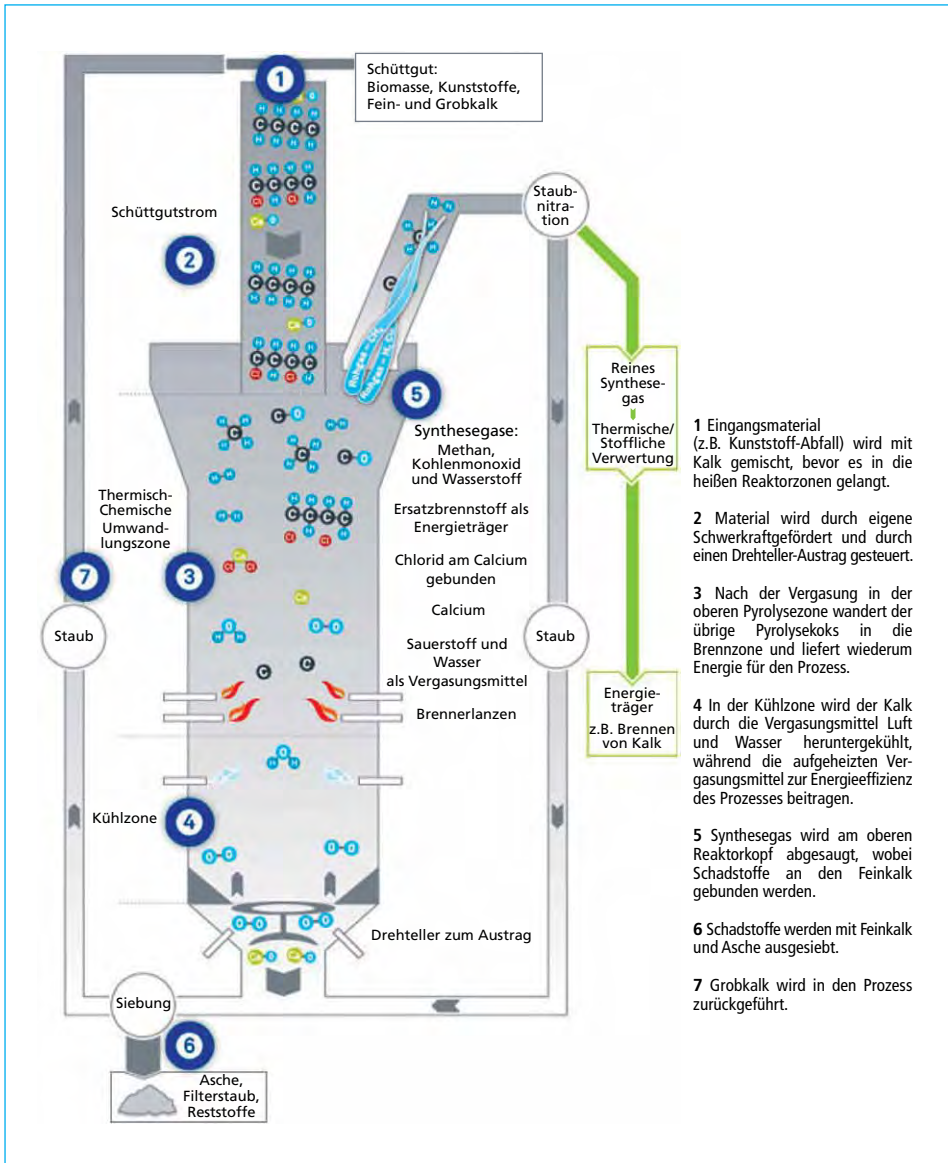 1
Schüttgut:
Biomasse, Kunststoffe,
Fein- und Grobkalk
Schüttgutstrom
2
Staub-
nitra-
tion
Rohgas – CH₄
5
Synthesegase:
Methan,
Kohlenmonoxid
und Wasserstoff
Ersatzbrennstoff als
Energieträger
Chlorid am Calcium
gebunden
Calcium
Sauerstoff und
Wasser
als Vergasungsmittel
Brennerlanzen
Thermisch-
Chemische
Umwand-
lungszone
3
7
Staub
Staub
Reines
Synthese-
gas
Thermische/
Stoffliche
Verwertung
Energie-
träger
z.B. Brennen
von Kalk
Kühlzone
4
Drehteller zum Austrag
Siebung
6
Asche,
Filterstaub,
Reststoffe
1 Eingangsmaterial
(z.B. Kunststoff-Abfall) wird mit
Kalk gemischt, bevor es in die
heißen Reaktorzonen gelangt.
2 Material wird durch eigene
Schwerkraftgefördert und durch
einen Drehteller-Austrag gesteuert.
3 Nach der Vergasung in der
oberen Pyrolysezone wandert der
übrige Pyrolysekoks in die
Brennzone und liefert wiederum
Energie für den Prozess.
4 In der Kühlzone wird der Kalk
durch die Vergasungsmittel Luft
und Wasser heruntergekühlt,
während die aufgeheizten Ver-
gasungsmittel zur Energieeffizienz
des Prozesses beitragen.
5 Synthesegas wird am oberen
Reaktorkopf abgesaugt, wobei
Schadstoffe an den Feinkalk
gebunden werden.
6 Schadstoffe werden mit Feinkalk
und Asche ausgesiebt.
7 Grobkalk wird in den Prozess
zurückgeführt.